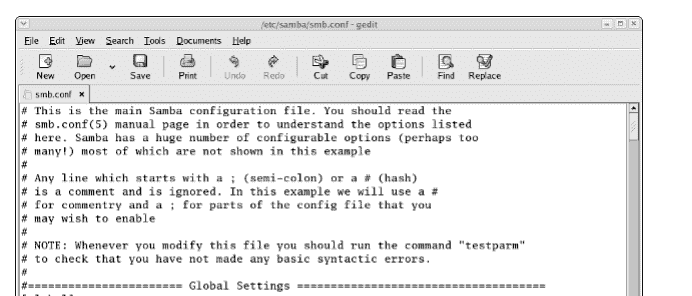 /etc/samba/smb.conf - gedit
File Edit View Search Tools Documents Help
New Open Save Print Undo Redo Cut Copy Paste Find Replace
smb.conf
# This is the main Samba configuration file. You should read the
# smb.conf(5) manual page in order to understand the options listed
# here. Samba has a huge number of configurable options (perhaps too
# many!) most of which are not shown in this example
#
# Any line which starts with a ; (semi-colon) or a # (hash)
# is a comment and is ignored. In this example we will use a #
# for commentry and a ; for parts of the config file that you
# may wish to enable
#
# NOTE: Whenever you modify this file you should run the command "testparm"
# to check that you have not made any basic syntactic errors.
#
#======================= Global Settings =====================================